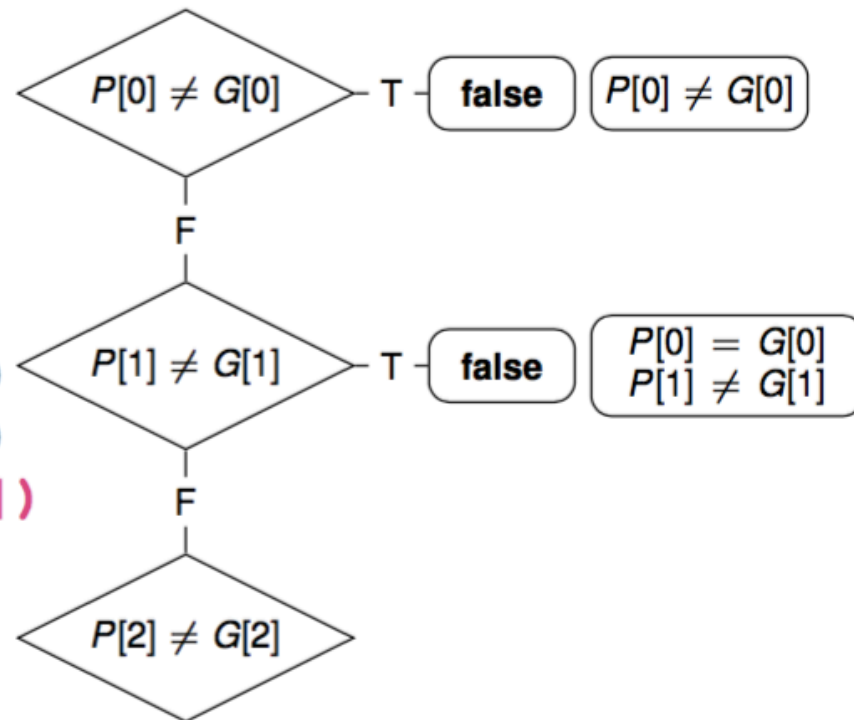 P[0] ≠ G[0] T false P[0] ≠ G[0]
F
P[1] ≠ G[1] T false P[0] = G[0]
P[1] ≠ G[1]
)
)
])
F
P[2] ≠ G[2]